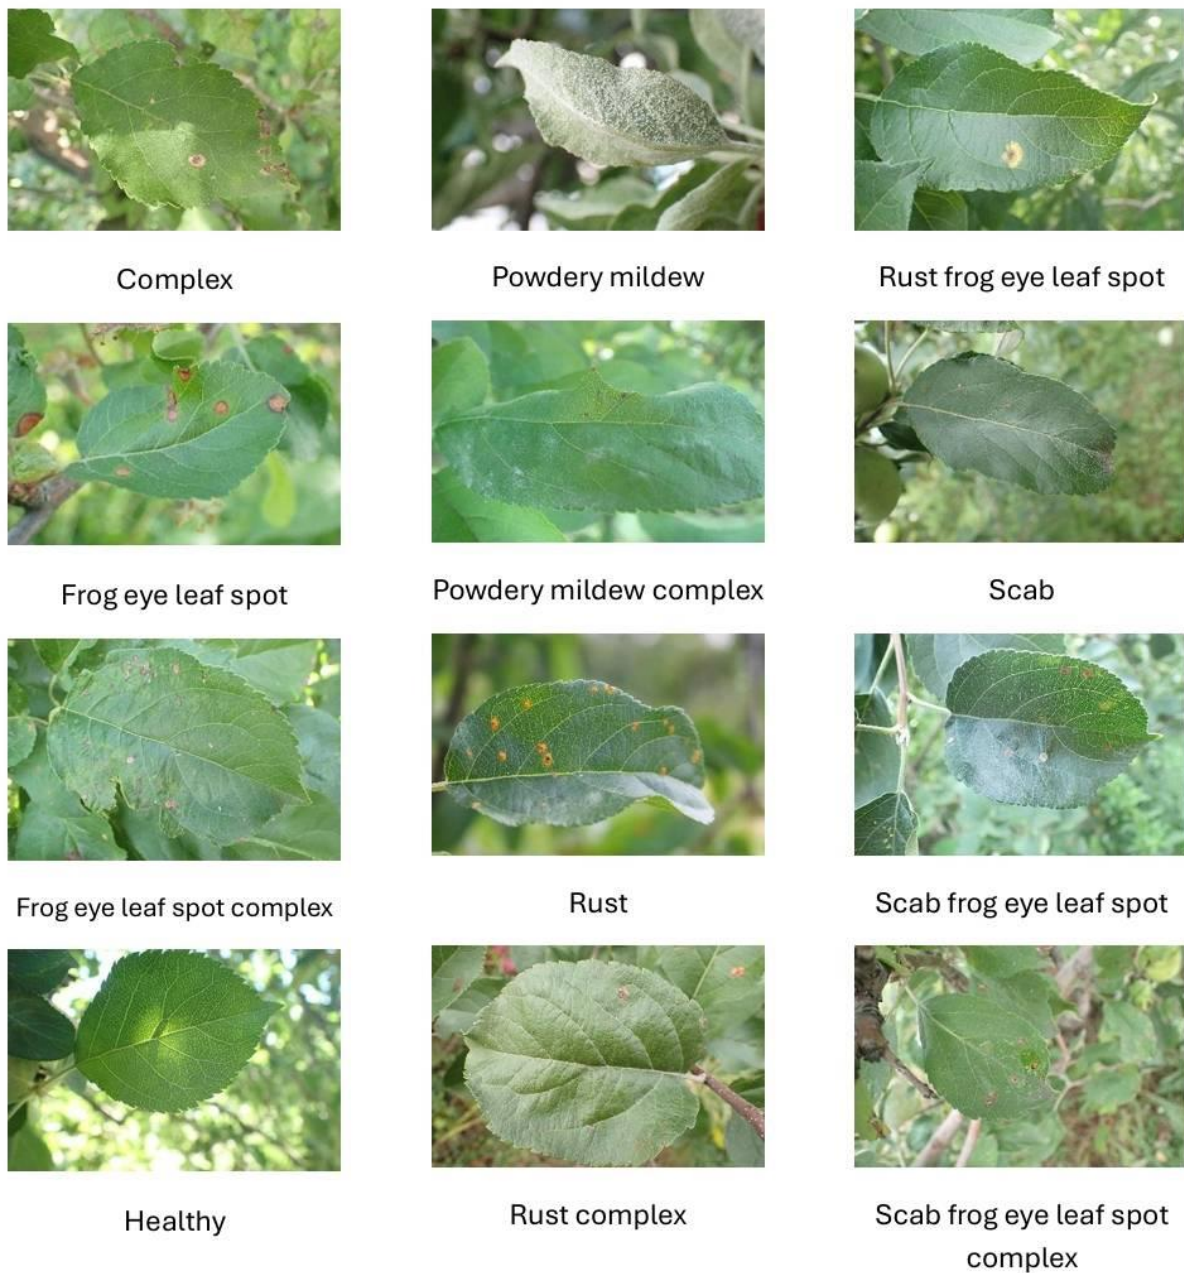 Complex
Powdery mildew
Rust frog eye leaf spot
Frog eye leaf spot
Powdery mildew complex
Scab
Frog eye leaf spot complex
Rust
Scab frog eye leaf spot
Healthy
Rust complex
Scab frog eye leaf spot
complex